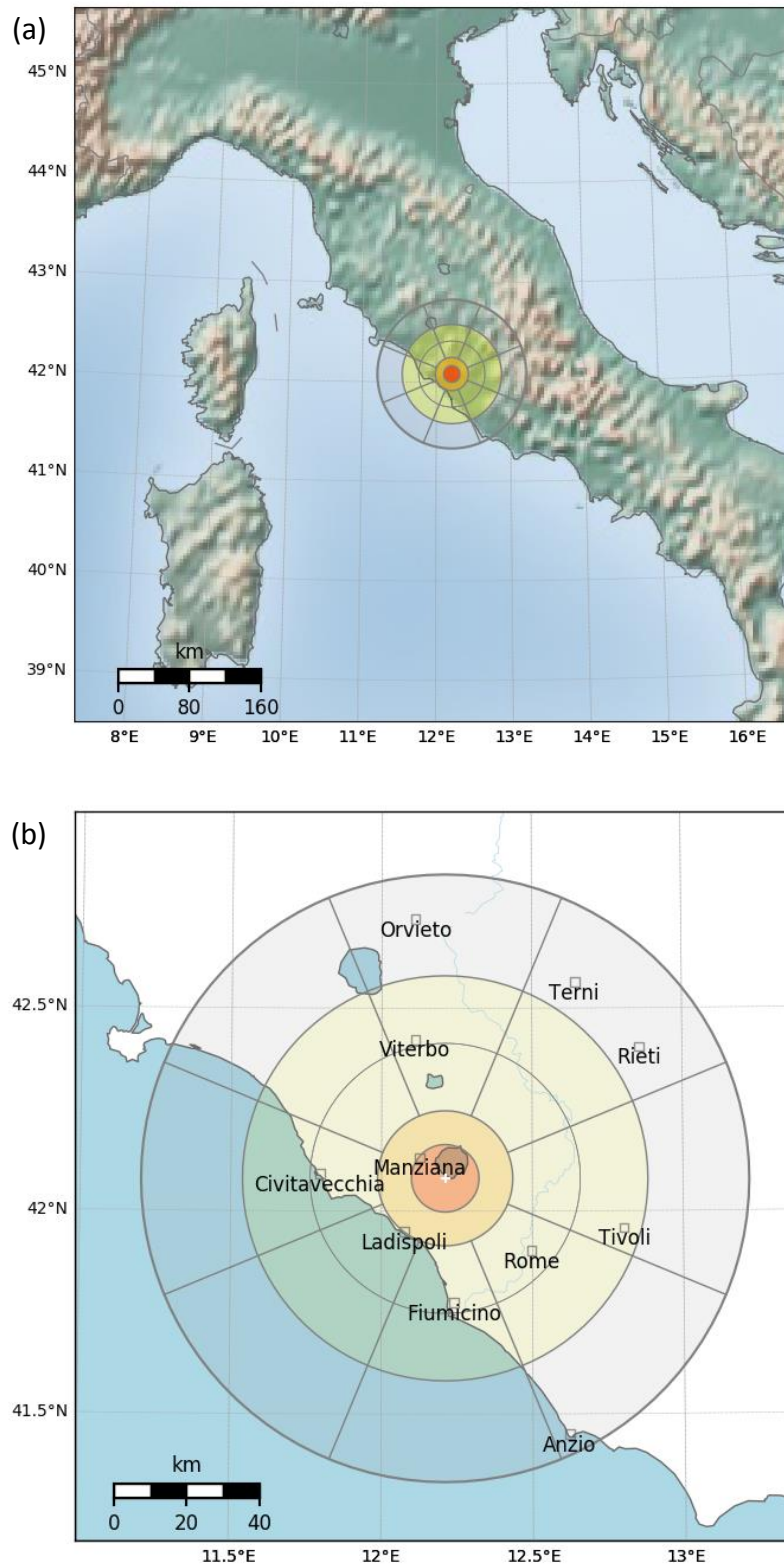 (a)
45°N
44°N
43°N
42°N
41°N
40°N
39°N
km
0 80 160
8°E 9°E 10°E 11°E 12°E 13°E 14°E 15°E 16°E
(b)
Orvieto
Terni
42.5°N
Viterbo
Rieti
Manziana
Civitavecchia
42°N
Ladispoli
Tivoli
Rome
Fiumicino
41.5°N
Anzio
km
0 20 40
11.5°E 12°E 12.5°E 13°E